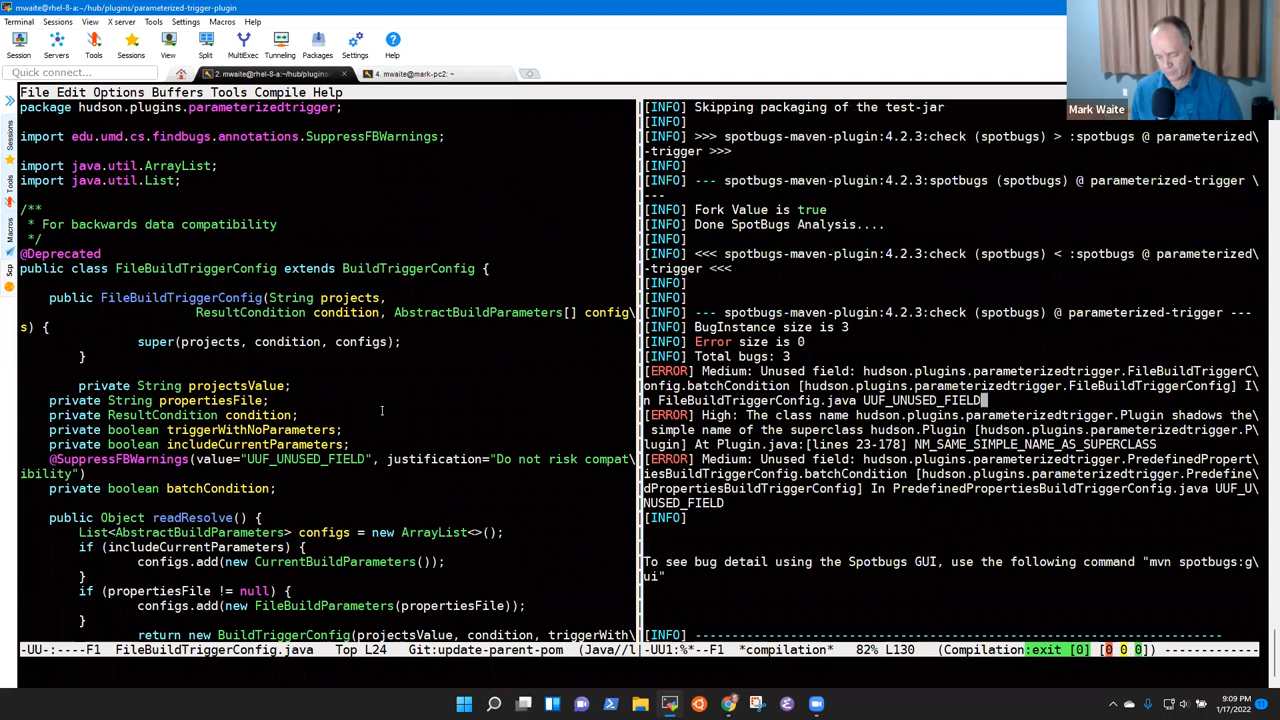 mwaite@rhel-8-a:~/hub/plugins/parameterized-trigger-plugin
Terminal Sessions View X server Tools Settings Macros Help
Session Servers Tools Sessions View Split MultiExec Tunneling Packages Settings Help
Quick connect...
2. mwaite@rhel-8-a:~/hub/plugins/
4. mwaite@mark-pc2: ~
Mark Waite
Sessions
Tools
Macros
Scp
File Edit Options Buffers Tools Compile Help
package hudson.plugins.parameterizedtrigger;
import edu.umd.cs.findbugs.annotations.SuppressFBWarnings;
import java.util.ArrayList;
import java.util.List;
/**
* For backwards data compatibility
*/
@Deprecated
public class FileBuildTriggerConfig extends BuildTriggerConfig {
public FileBuildTriggerConfig(String projects,
ResultCondition condition, AbstractBuildParameters[] config\
s) {
super(projects, condition, configs);
}
private String projectsValue;
private String propertiesFile;
private ResultCondition condition;
private boolean triggerWithNoParameters;
private boolean includeCurrentParameters;
@SuppressFBWarnings(value="UUF_UNUSED_FIELD", justification="Do not risk compat\
ibility")
private boolean batchCondition;
public Object readResolve() {
List<AbstractBuildParameters> configs = new ArrayList<>();
if (includeCurrentParameters) {
configs.add(new CurrentBuildParameters());
}
if (propertiesFile != null) {
configs.add(new FileBuildParameters(propertiesFile));
}
return new BuildTriggerConfig(projectsValue, condition, triggerWith\
-UU-:----F1 FileBuildTriggerConfig.java Top L24 Git:update-parent-pom (Java//l
[INFO] Skipping packaging of the test-jar
[INFO]
[INFO] >>> spotbugs-maven-plugin:4.2.3:check (spotbugs) > :spotbugs @ parameterized\
-trigger >>>
[INFO]
[INFO] --- spotbugs-maven-plugin:4.2.3:spotbugs (spotbugs) @ parameterized-trigger \
---
[INFO] Fork Value is true
[INFO] Done SpotBugs Analysis....
[INFO]
[INFO] <<< spotbugs-maven-plugin:4.2.3:check (spotbugs) < :spotbugs @ parameterized\
-trigger <<<
[INFO]
[INFO]
[INFO] --- spotbugs-maven-plugin:4.2.3:check (spotbugs) @ parameterized-trigger ---
[INFO] BugInstance size is 3
[INFO] Error size is 0
[INFO] Total bugs: 3
[ERROR] Medium: Unused field: hudson.plugins.parameterizedtrigger.FileBuildTriggerC\
onfig.batchCondition [hudson.plugins.parameterizedtrigger.FileBuildTriggerConfig] I\
n FileBuildTriggerConfig.java UUF_UNUSED_FIELD
[ERROR] High: The class name hudson.plugins.parameterizedtrigger.Plugin shadows the\
simple name of the superclass hudson.Plugin [hudson.plugins.parameterizedtrigger.P\
lugin] At Plugin.java:[lines 23-178] NM_SAME_SIMPLE_NAME_AS_SUPERCLASS
[ERROR] Medium: Unused field: hudson.plugins.parameterizedtrigger.PredefinedPropert\
iesBuildTriggerConfig.batchCondition [hudson.plugins.parameterizedtrigger.Predefine\
dPropertiesBuildTriggerConfig] In PredefinedPropertiesBuildTriggerConfig.java UUF_U\
NUSED_FIELD
[INFO]
To see bug detail using the Spotbugs GUI, use the following command "mvn spotbugs:g\
ui"
[INFO] ------------------------------------------------------------------------
-UU1:%*--F1 *compilation* 82% L130 (Compilation:exit [0] [0 0 0]) -------------
9:09 PM
1/17/2022